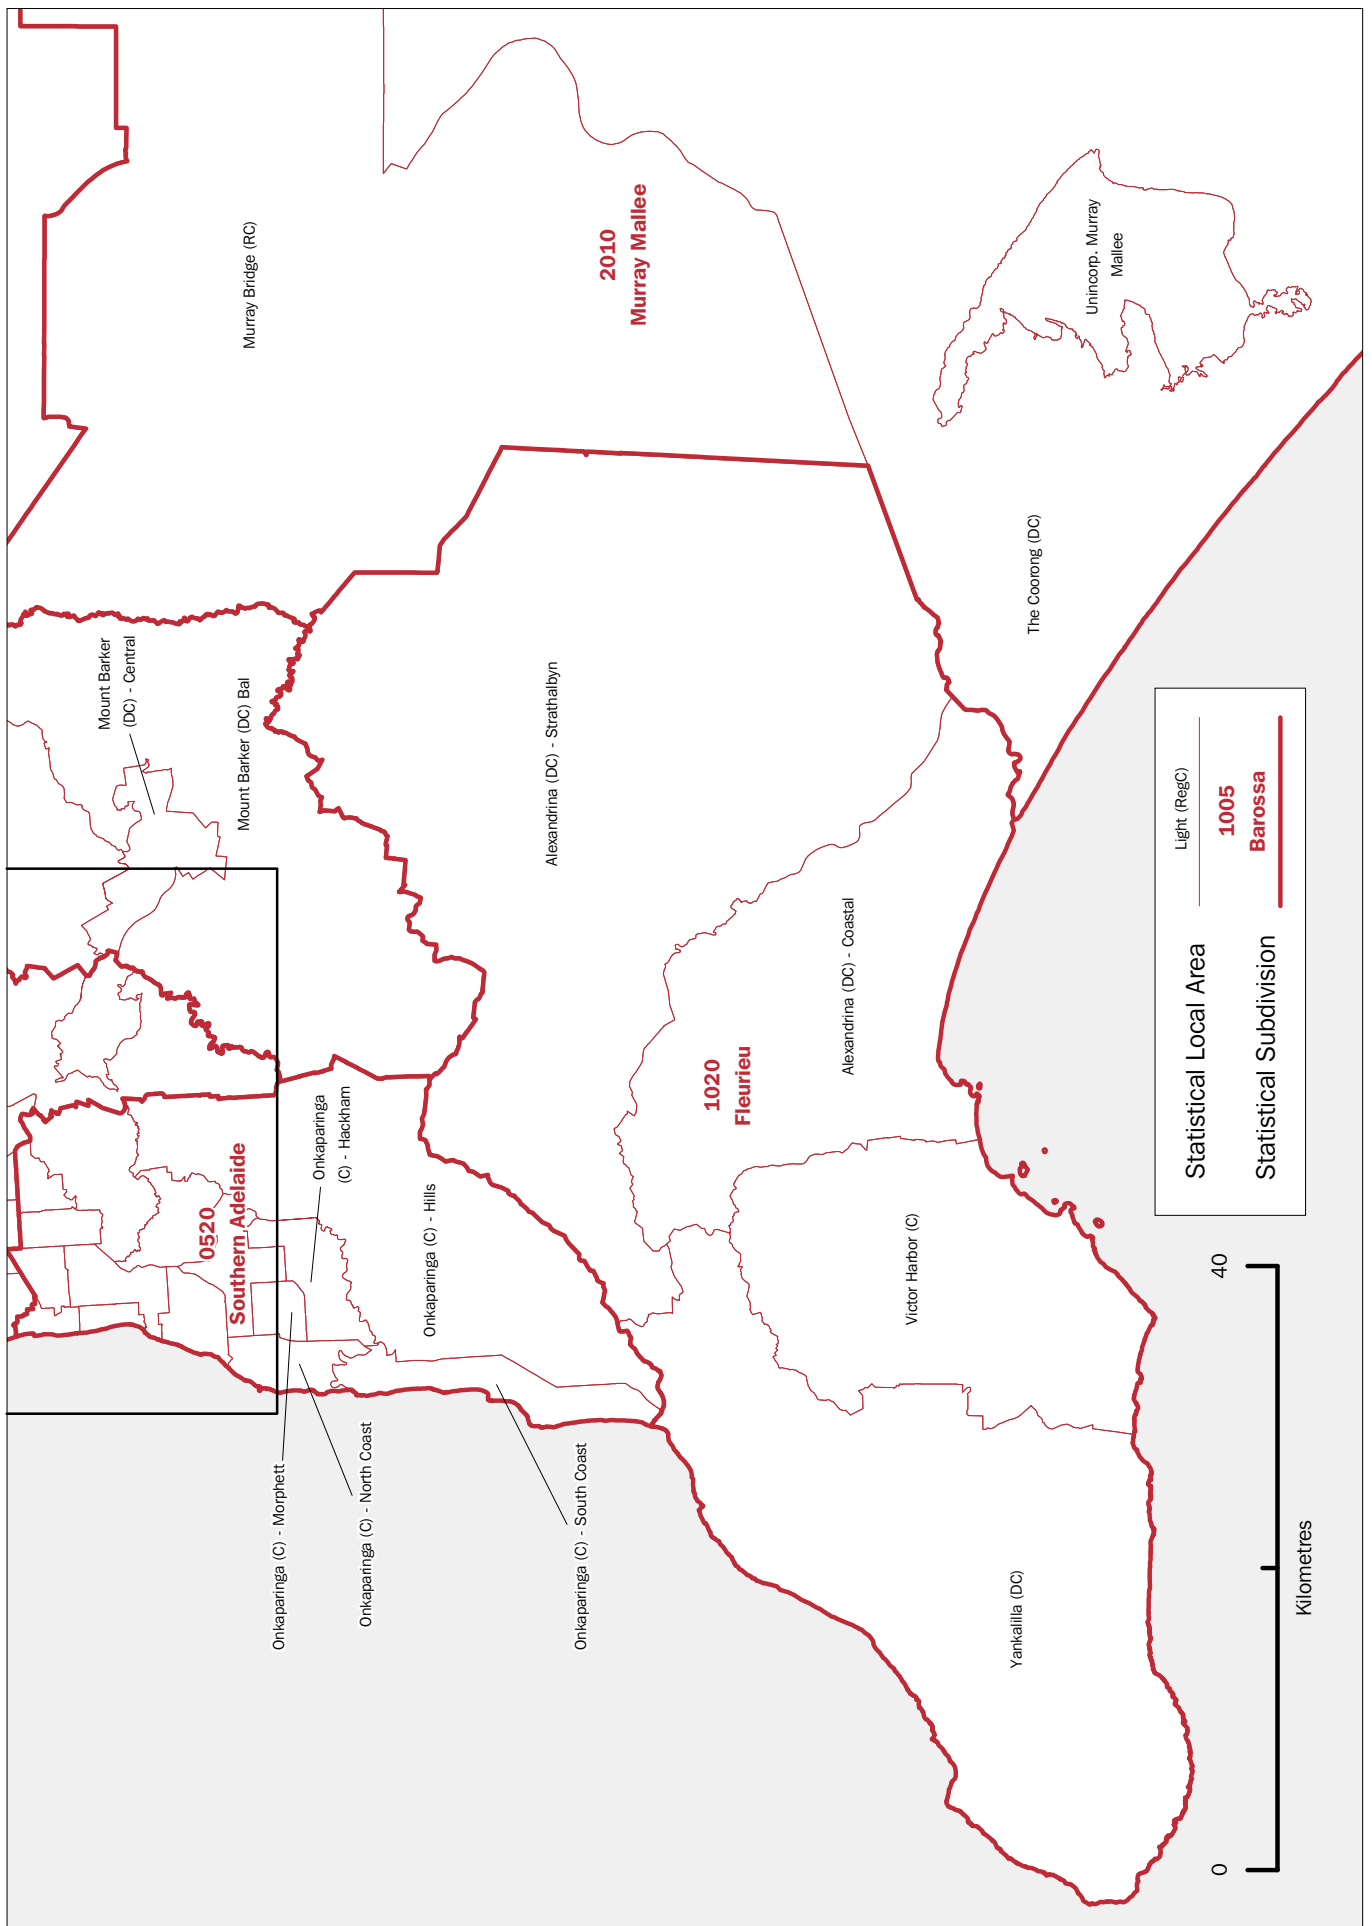 Mount Barker
(DC) - Central
Murray Bridge (RC)
Mount Barker (DC) Bal
2010
Murray Mallee
0520
Southern Adelaide
Onkaparinga
(C) - Hackham
Alexandrina (DC) - Strathalbyn
Onkaparinga (C) - Hills
Onkaparinga (C) - Morphett
Onkaparinga (C) - North Coast
Onkaparinga (C) - South Coast
1020
Fleurieu
Alexandrina (DC) - Coastal
Victor Harbor (C)
Yankalilla (DC)
The Coorong (DC)
Unincorp. Murray
Mallee
Statistical Local Area
Light (RegC)
Statistical Subdivision
1005
Barossa
0
40
Kilometres